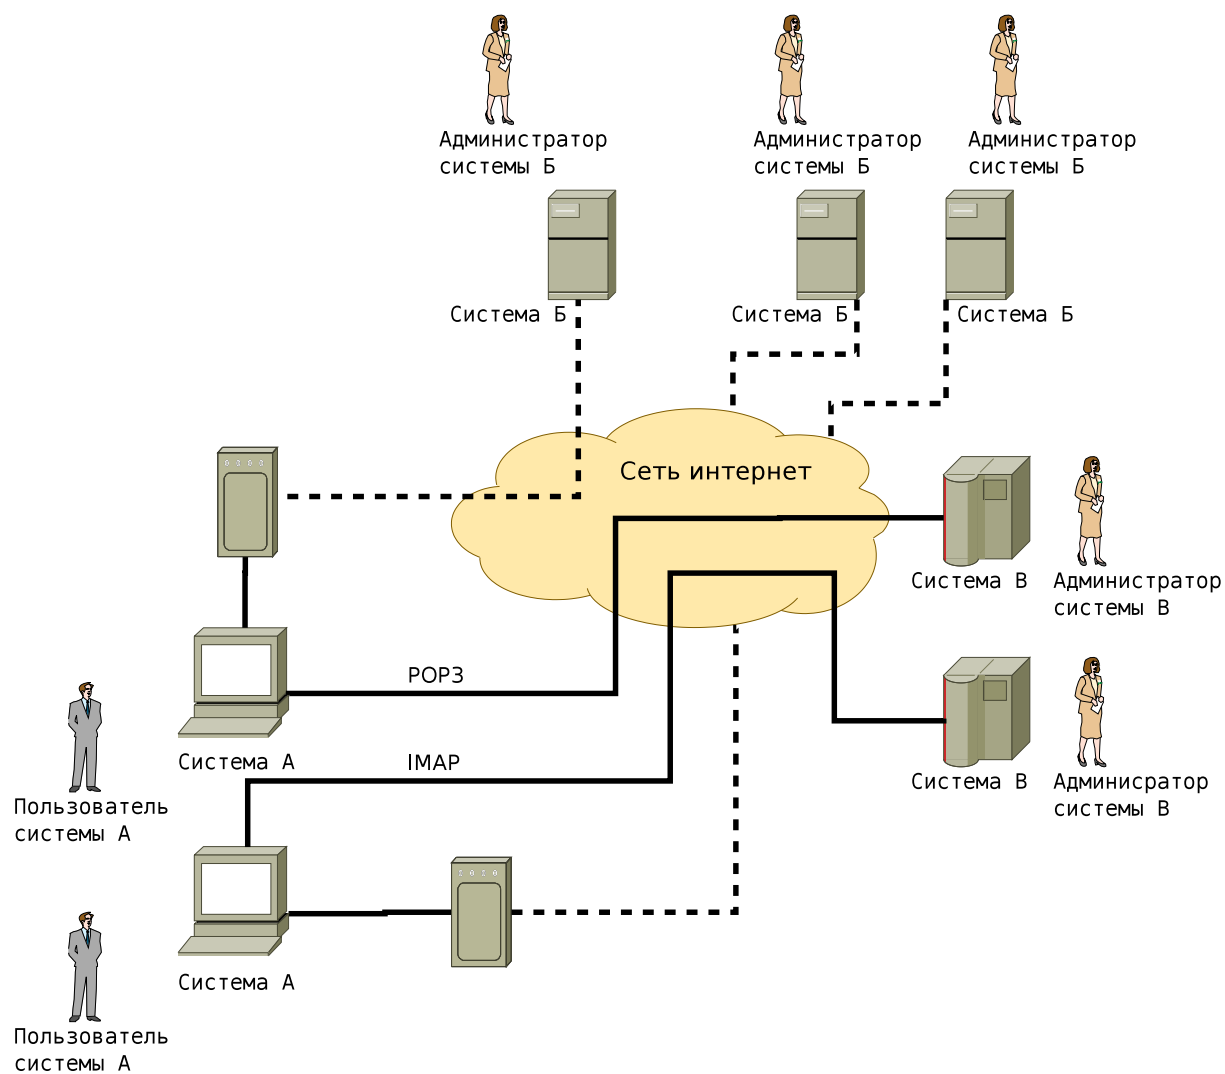 Администратор
системы Б
Администратор
системы Б
Администратор
системы Б
Система Б
Система Б
Система Б
Сеть интернет
Система В
Администратор
системы В
POP3
Система А
Пользователь
системы А
IMAP
Система В
Админисратор
системы В
Система А
Пользователь
системы А